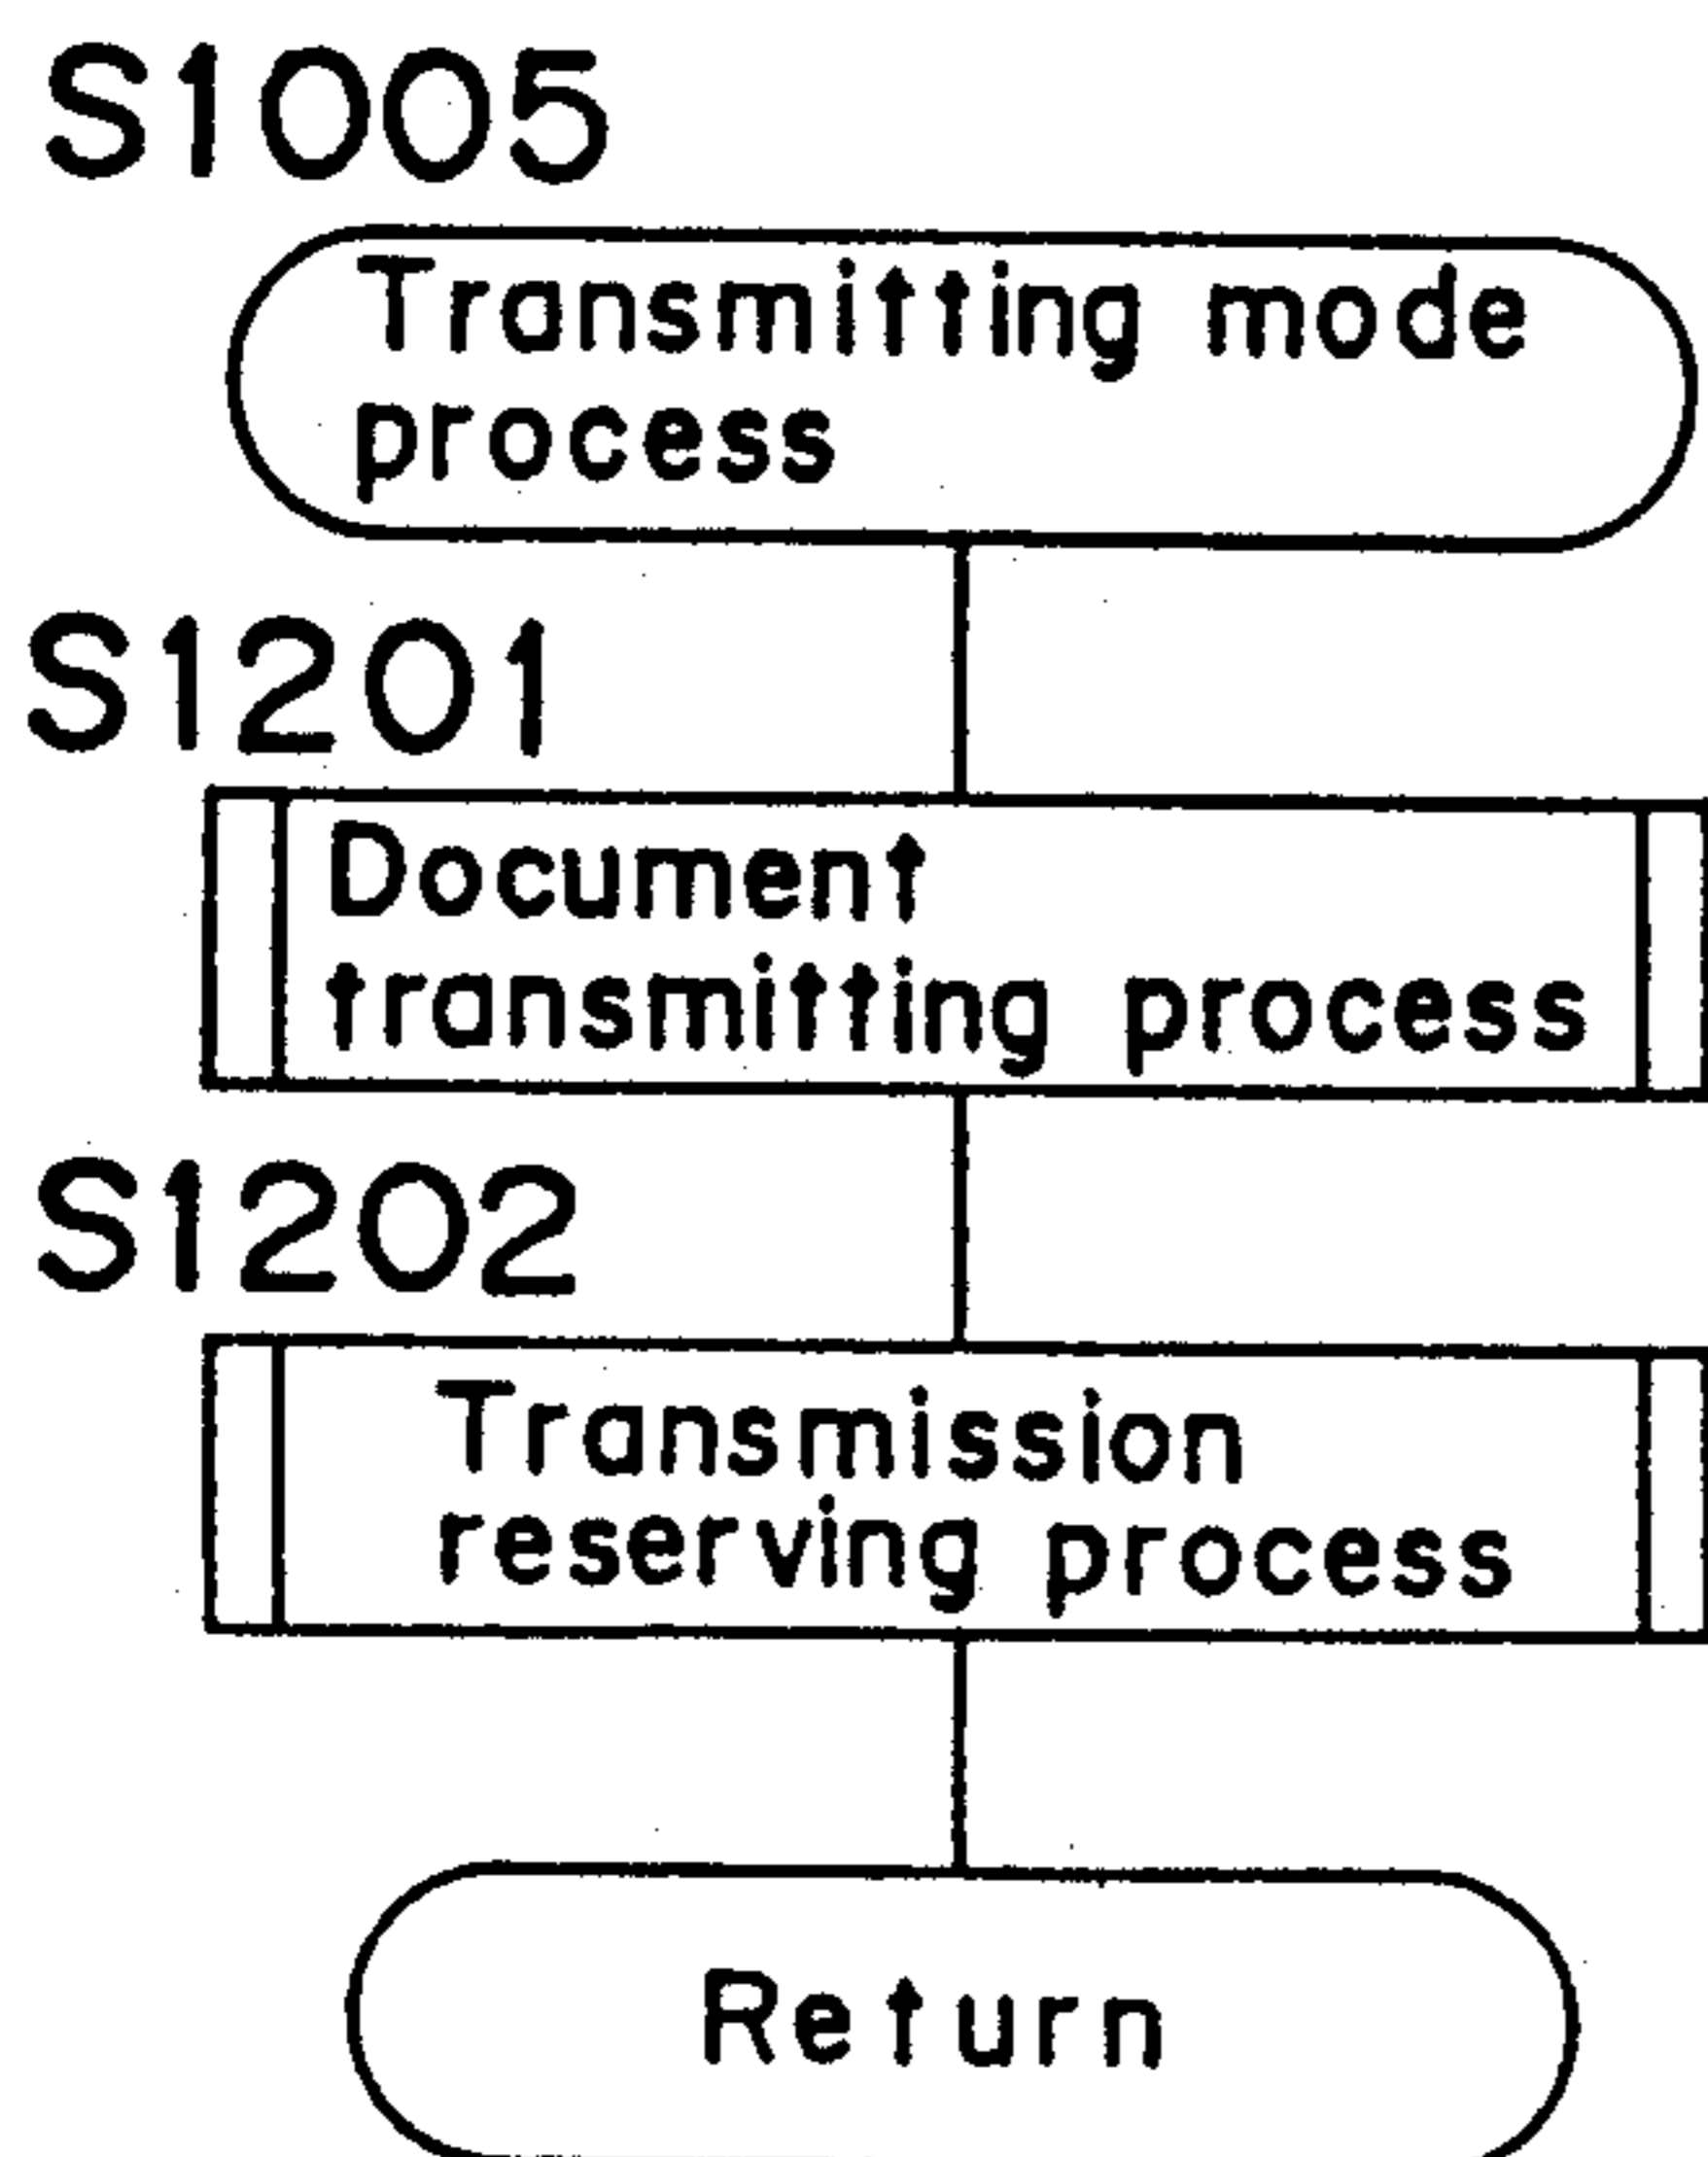 S1005
Transmitting mode
process
S1201
Document
transmitting process
S1202
Transmission
reserving process
Return